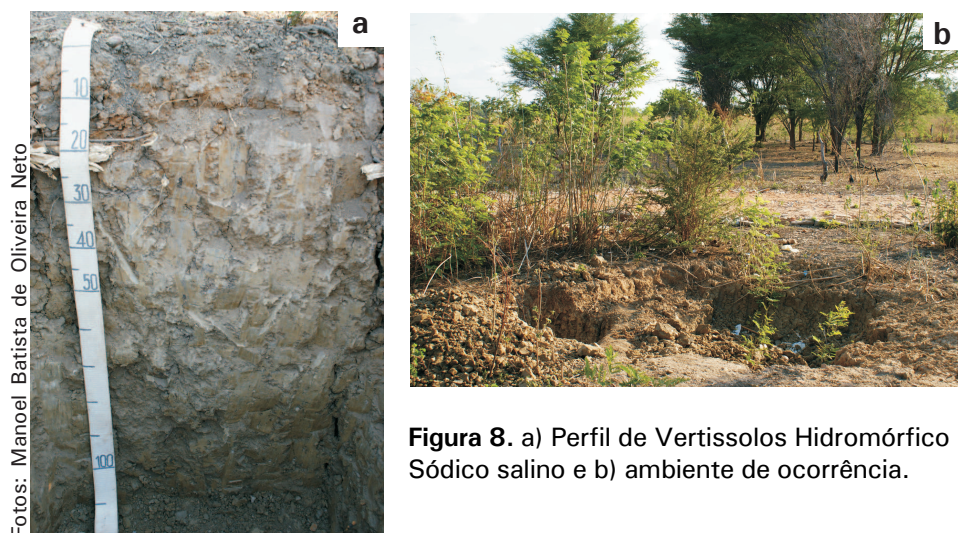 a
b
10
20
30
40
50
100
Fotos: Manoel Batista de Oliveira Neto
Figura 8. a) Perfil de Vertissolos Hidromórfico
Sódico salino e b) ambiente de ocorrência.